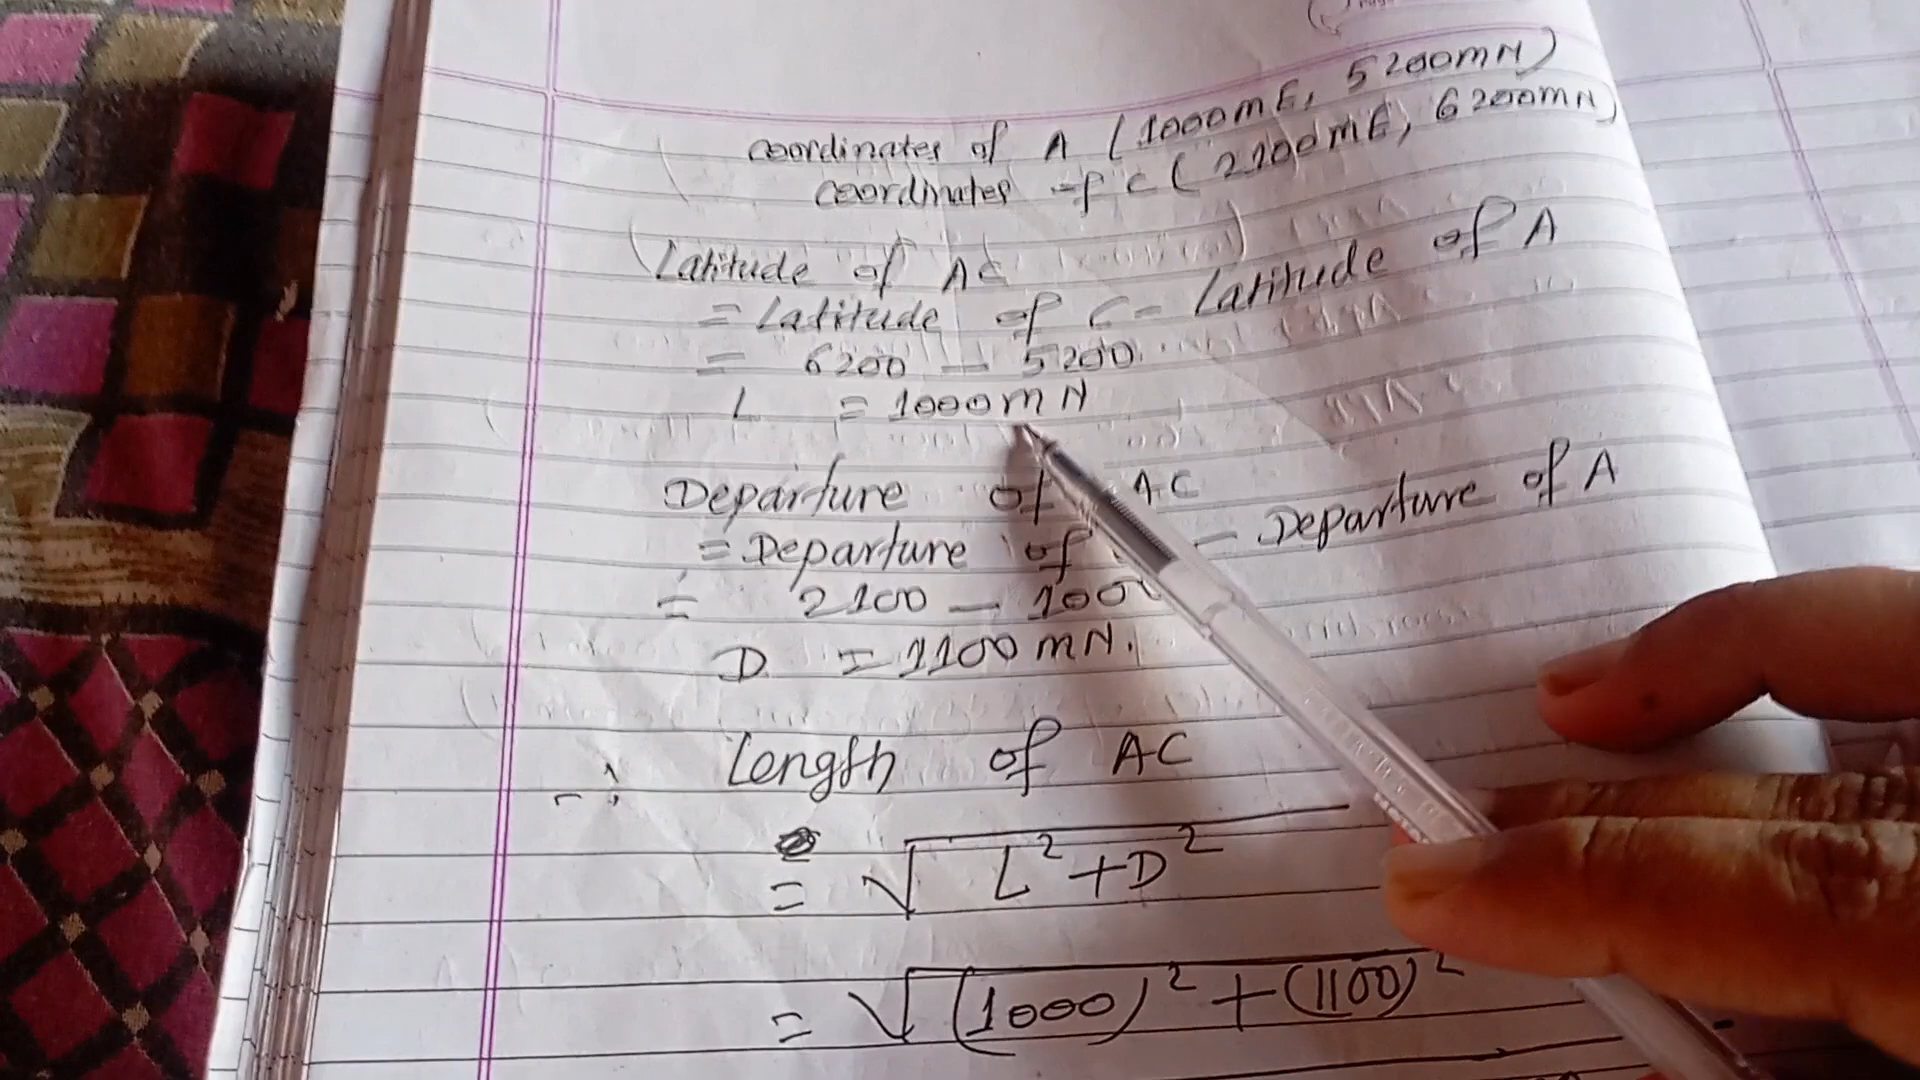 coordinates of A (1000mE, 5200mN)
coordinates of C (2100mE, 6200mN)
Latitude of AC
= Latitude of C - Latitude of A
= 6200 - 5200
L = 1000m N
Departure of AC
= Departure of - Departure of A
= 2100 - 100
D = 1100 mN.
∴ Length of AC
= √L²+D²
= √(1000)²+(1100)²